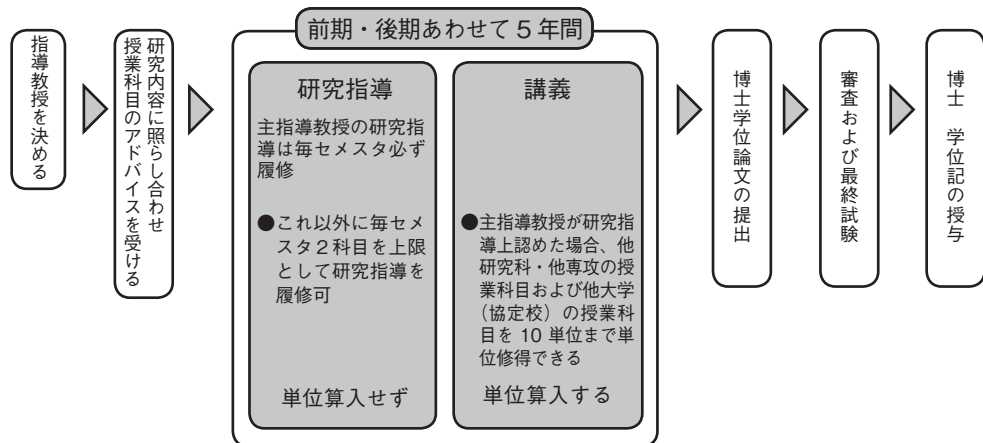 指導教授を決める
研究内容に照らし合わせ
授業科目のアドバイスを受ける
前期・後期あわせて5年間
研究指導
主指導教授の研究指
導は毎セメスタ必ず
履修
●これ以外に毎セメ
スタ2科目を上限
として研究指導を
履修可
単位算入せず
講義
●主指導教授が研究指
導上認めた場合、他
研究科・他専攻の授
業科目および他大学
（協定校）の授業科
目を 10 単位まで単
位修得できる
単位算入する
博士学位論文の提出
審査および最終試験
博士　学位記の授与